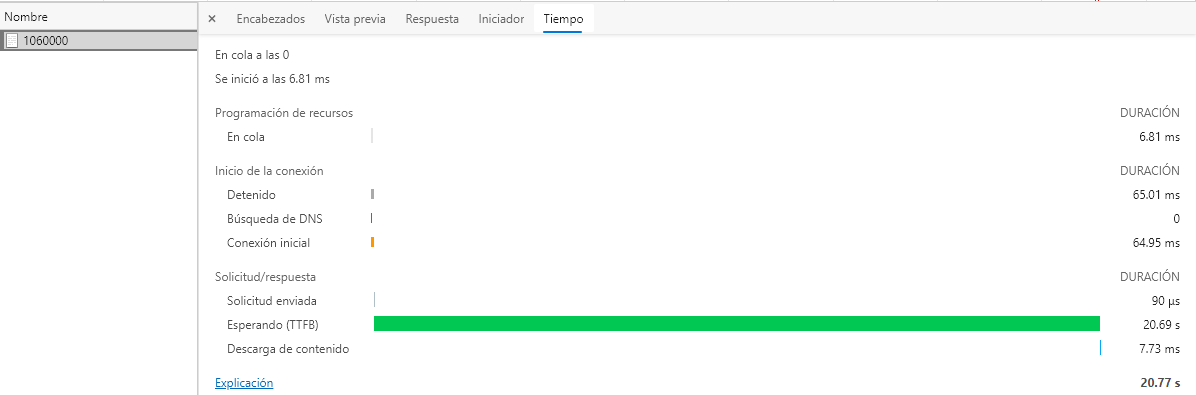 Nombre
1060000
× Encabezados Vista previa Respuesta Iniciador Tiempo
En cola a las 0
Se inició a las 6.81 ms
Programación de recursos DURACIÓN
En cola 6.81 ms
Inicio de la conexión DURACIÓN
Detenido 65.01 ms
Búsqueda de DNS 0
Conexión inicial 64.95 ms
Solicitud/respuesta DURACIÓN
Solicitud enviada 90 µs
Esperando (TTFB) 20.69 s
Descarga de contenido 7.73 ms
Explicación 20.77 s